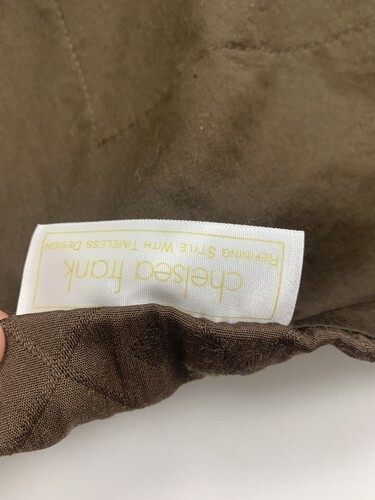 chelsea frank
REFINING STYLE WITH TIMELESS DESIGN